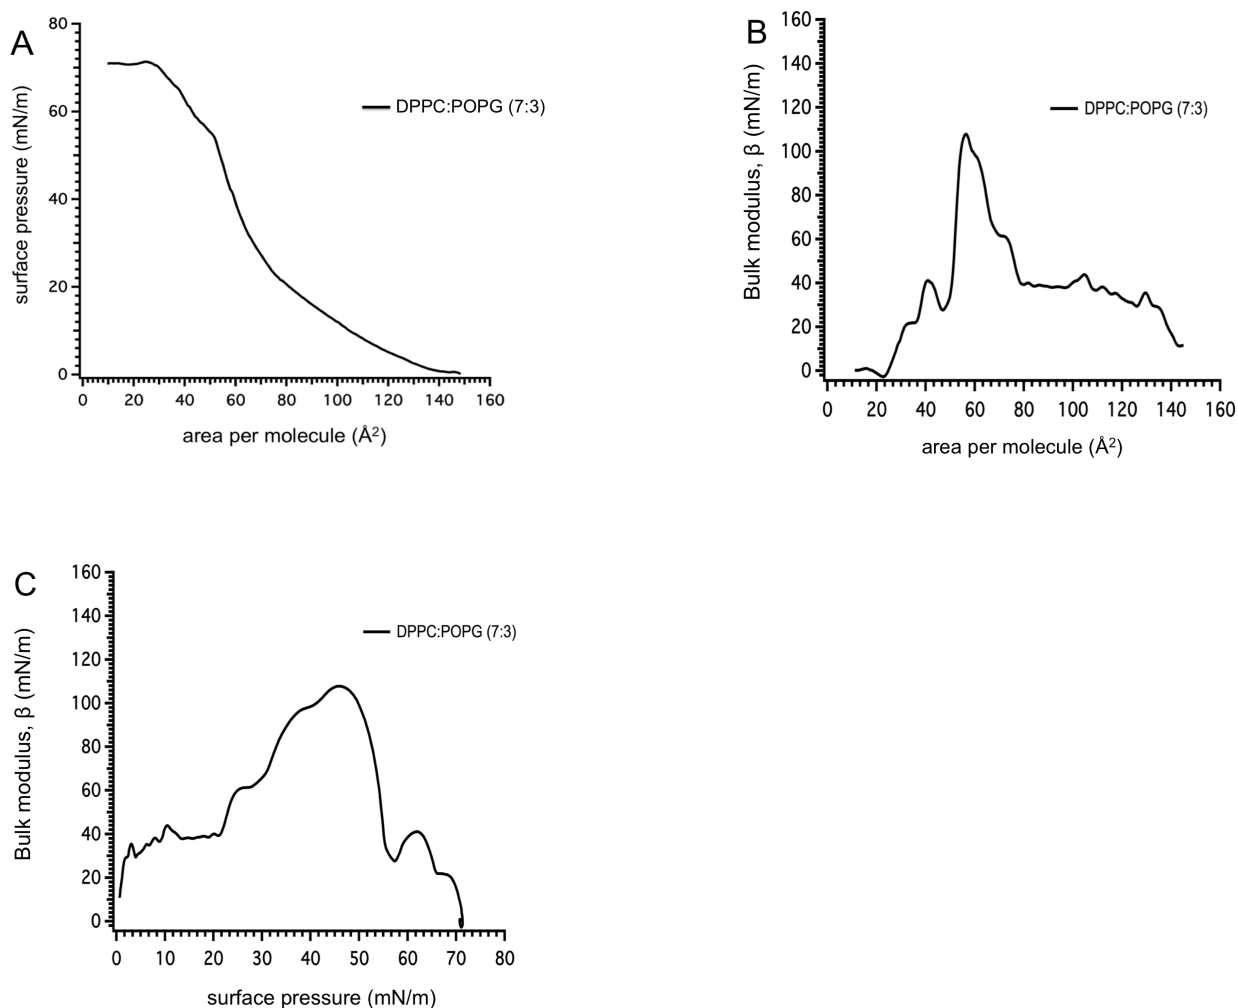 A
80
60
40
20
0
surface pressure (mN/m)
DPPC:POPG (7:3)
0 20 40 60 80 100 120 140 160
area per molecule (Å²)
B
160
140
120
100
80
60
40
20
0
Bulk modulus, β (mN/m)
DPPC:POPG (7:3)
0 20 40 60 80 100 120 140 160
area per molecule (Å²)
C
160
140
120
100
80
60
40
20
0
Bulk modulus, β (mN/m)
DPPC:POPG (7:3)
0 10 20 30 40 50 60 70 80
surface pressure (mN/m)